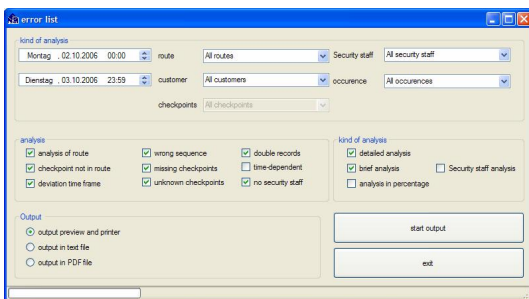 error list
kind of analysis
Montag , 02.10.2006 00:00 route All routes Security staff All security staff
Dienstag , 03.10.2006 23:59 customer All customers occurence All occurences
checkpoints All checkpoints
analysis
analysis of route wrong sequence double records
checkpoint not in route missing checkpoints time-dependent
deviation time frame unknown checkpoints no security staff
kind of analysis
detailed analysis
brief analysis Security staff analysis
analysis in percentage
Output
output preview and printer
output in text file
output in PDF file
start output
exit